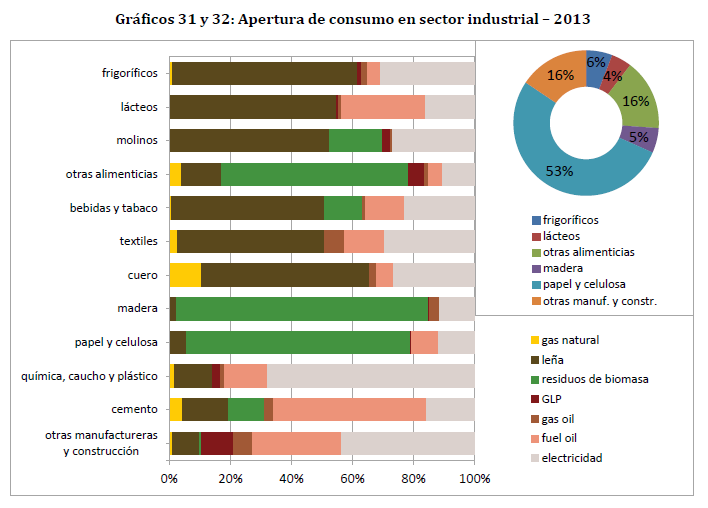 Gráficos 31 y 32: Apertura de consumo en sector industrial – 2013
frigoríficos
lácteos
molinos
otras alimenticias
bebidas y tabaco
textiles
cuero
madera
papel y celulosa
química, caucho y plástico
cemento
otras manufactureras
y construcción
0%
20%
40%
60%
80%
100%
6%
4%
16%
5%
53%
16%
frigoríficos
lácteos
otras alimenticias
madera
papel y celulosa
otras manuf. y constr.
gas natural
leña
residuos de biomasa
GLP
gas oil
fuel oil
electricidad